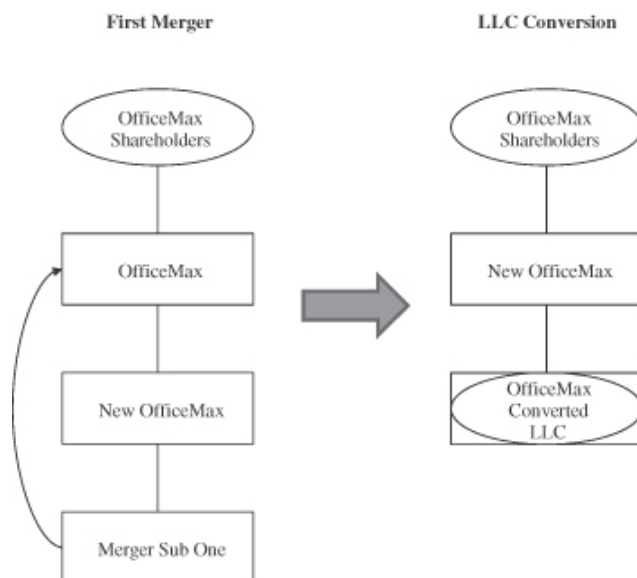 First Merger
LLC Conversion
OfficeMax
Shareholders
OfficeMax
Shareholders
OfficeMax
New OfficeMax
New OfficeMax
OfficeMax
Converted
LLC
Merger Sub One